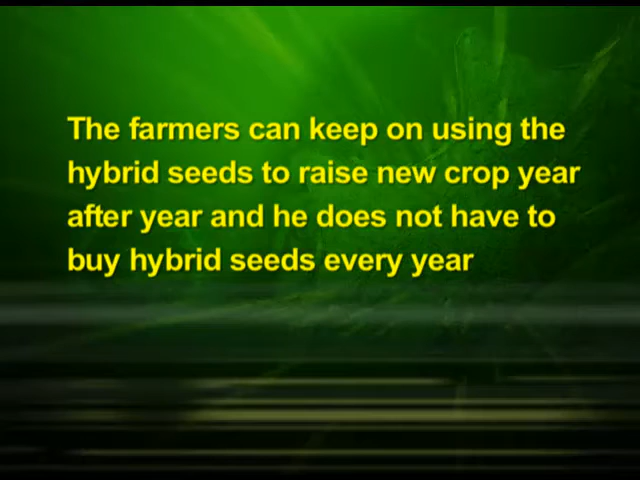 The farmers can keep on using the
hybrid seeds to raise new crop year
after year and he does not have to
buy hybrid seeds every year